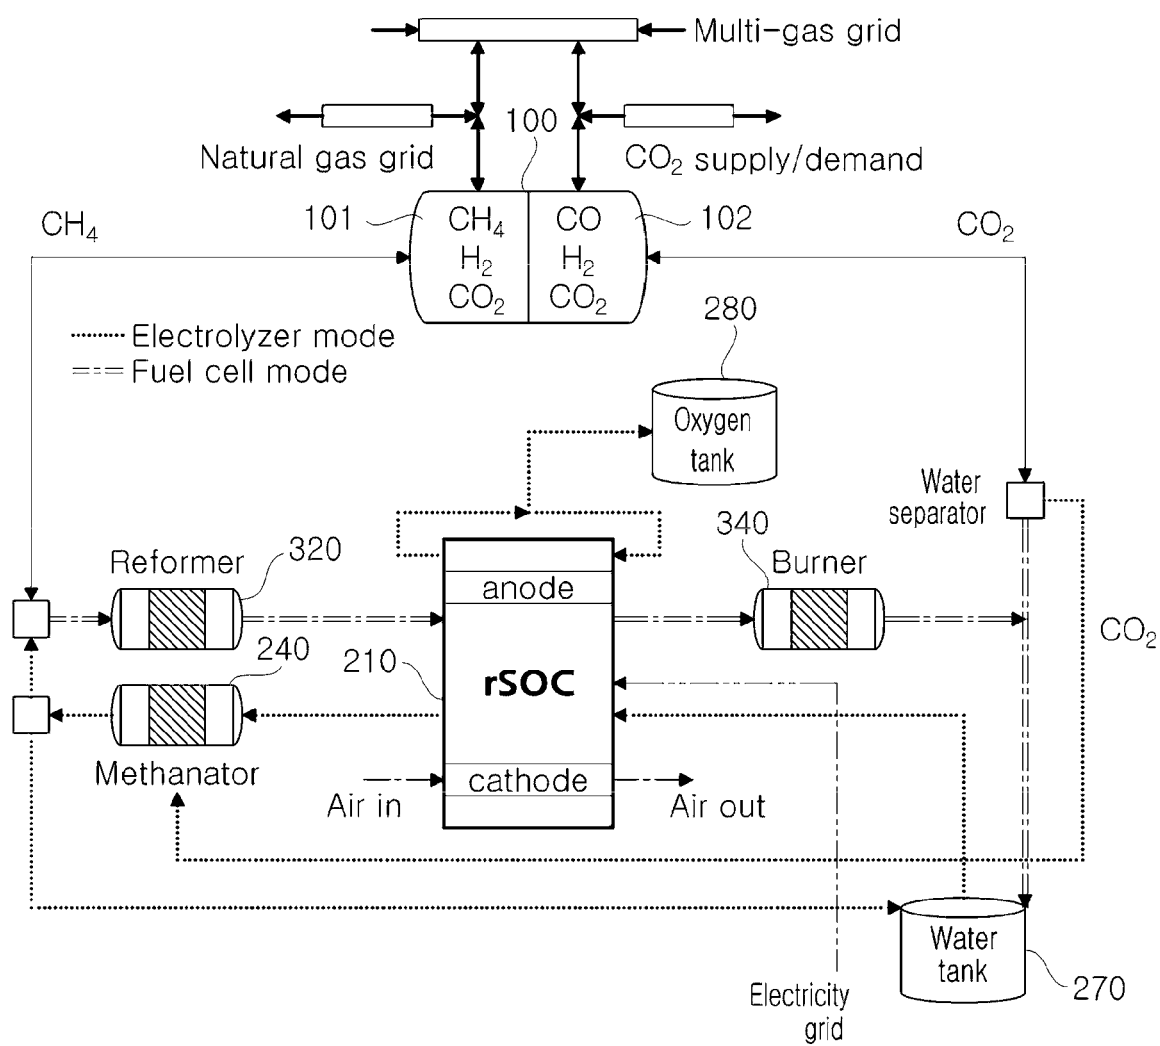 Multi-gas grid
100
Natural gas grid
CO₂ supply/demand
CH₄
101
CH₄
CO
102
CO₂
H₂
H₂
CO₂
CO₂
280
Electrolyzer mode
Fuel cell mode
Oxygen
tank
Water
separator
340
Reformer
320
Burner
anode
240
CO₂
210
rSOC
Methanator
cathode
Air in
Air out
Water
tank
270
Electricity
grid